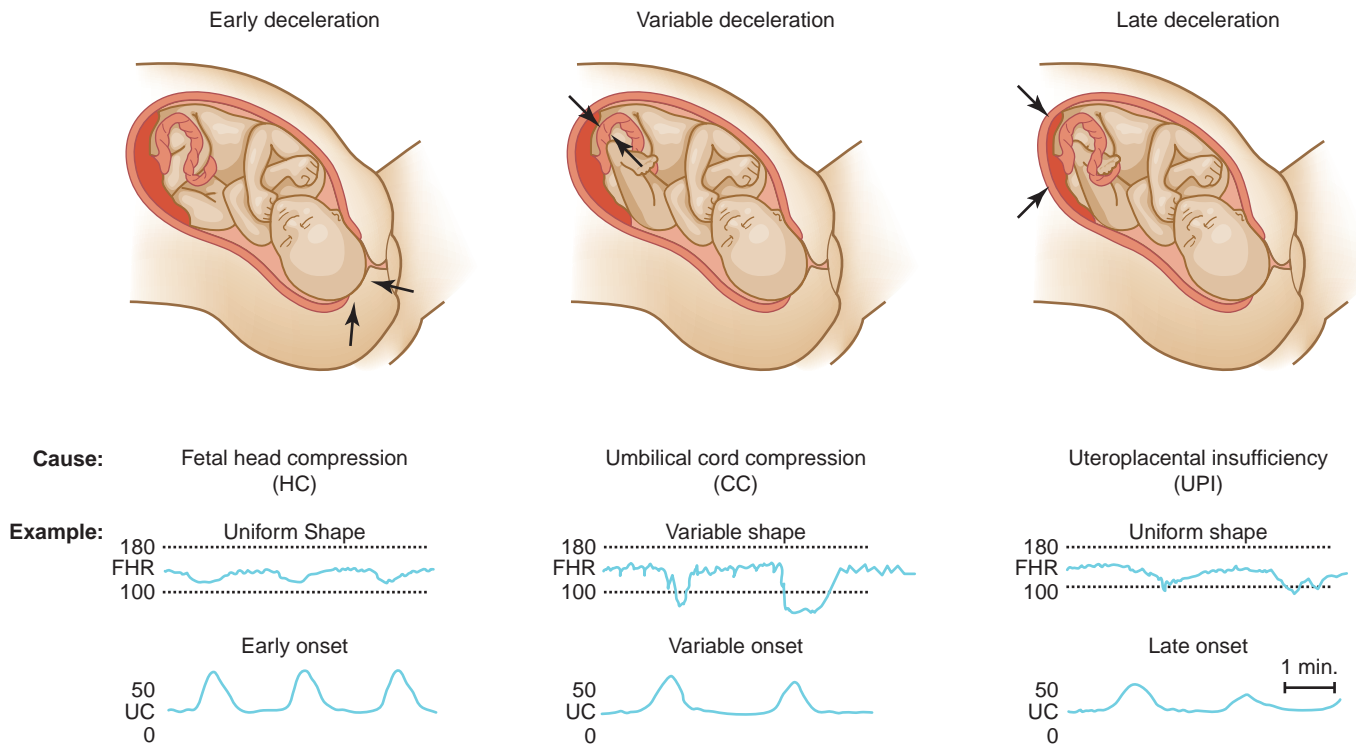 Early deceleration
Variable deceleration
Late deceleration
Cause:
Fetal head compression
(HC)
Umbilical cord compression
(CC)
Uteroplacental insufficiency
(UPI)
Example:
Uniform Shape
180
FHR
100
Variable shape
180
FHR
100
Uniform shape
180
FHR
100
Early onset
50
UC
0
Variable onset
50
UC
0
Late onset
1 min.
50
UC
0